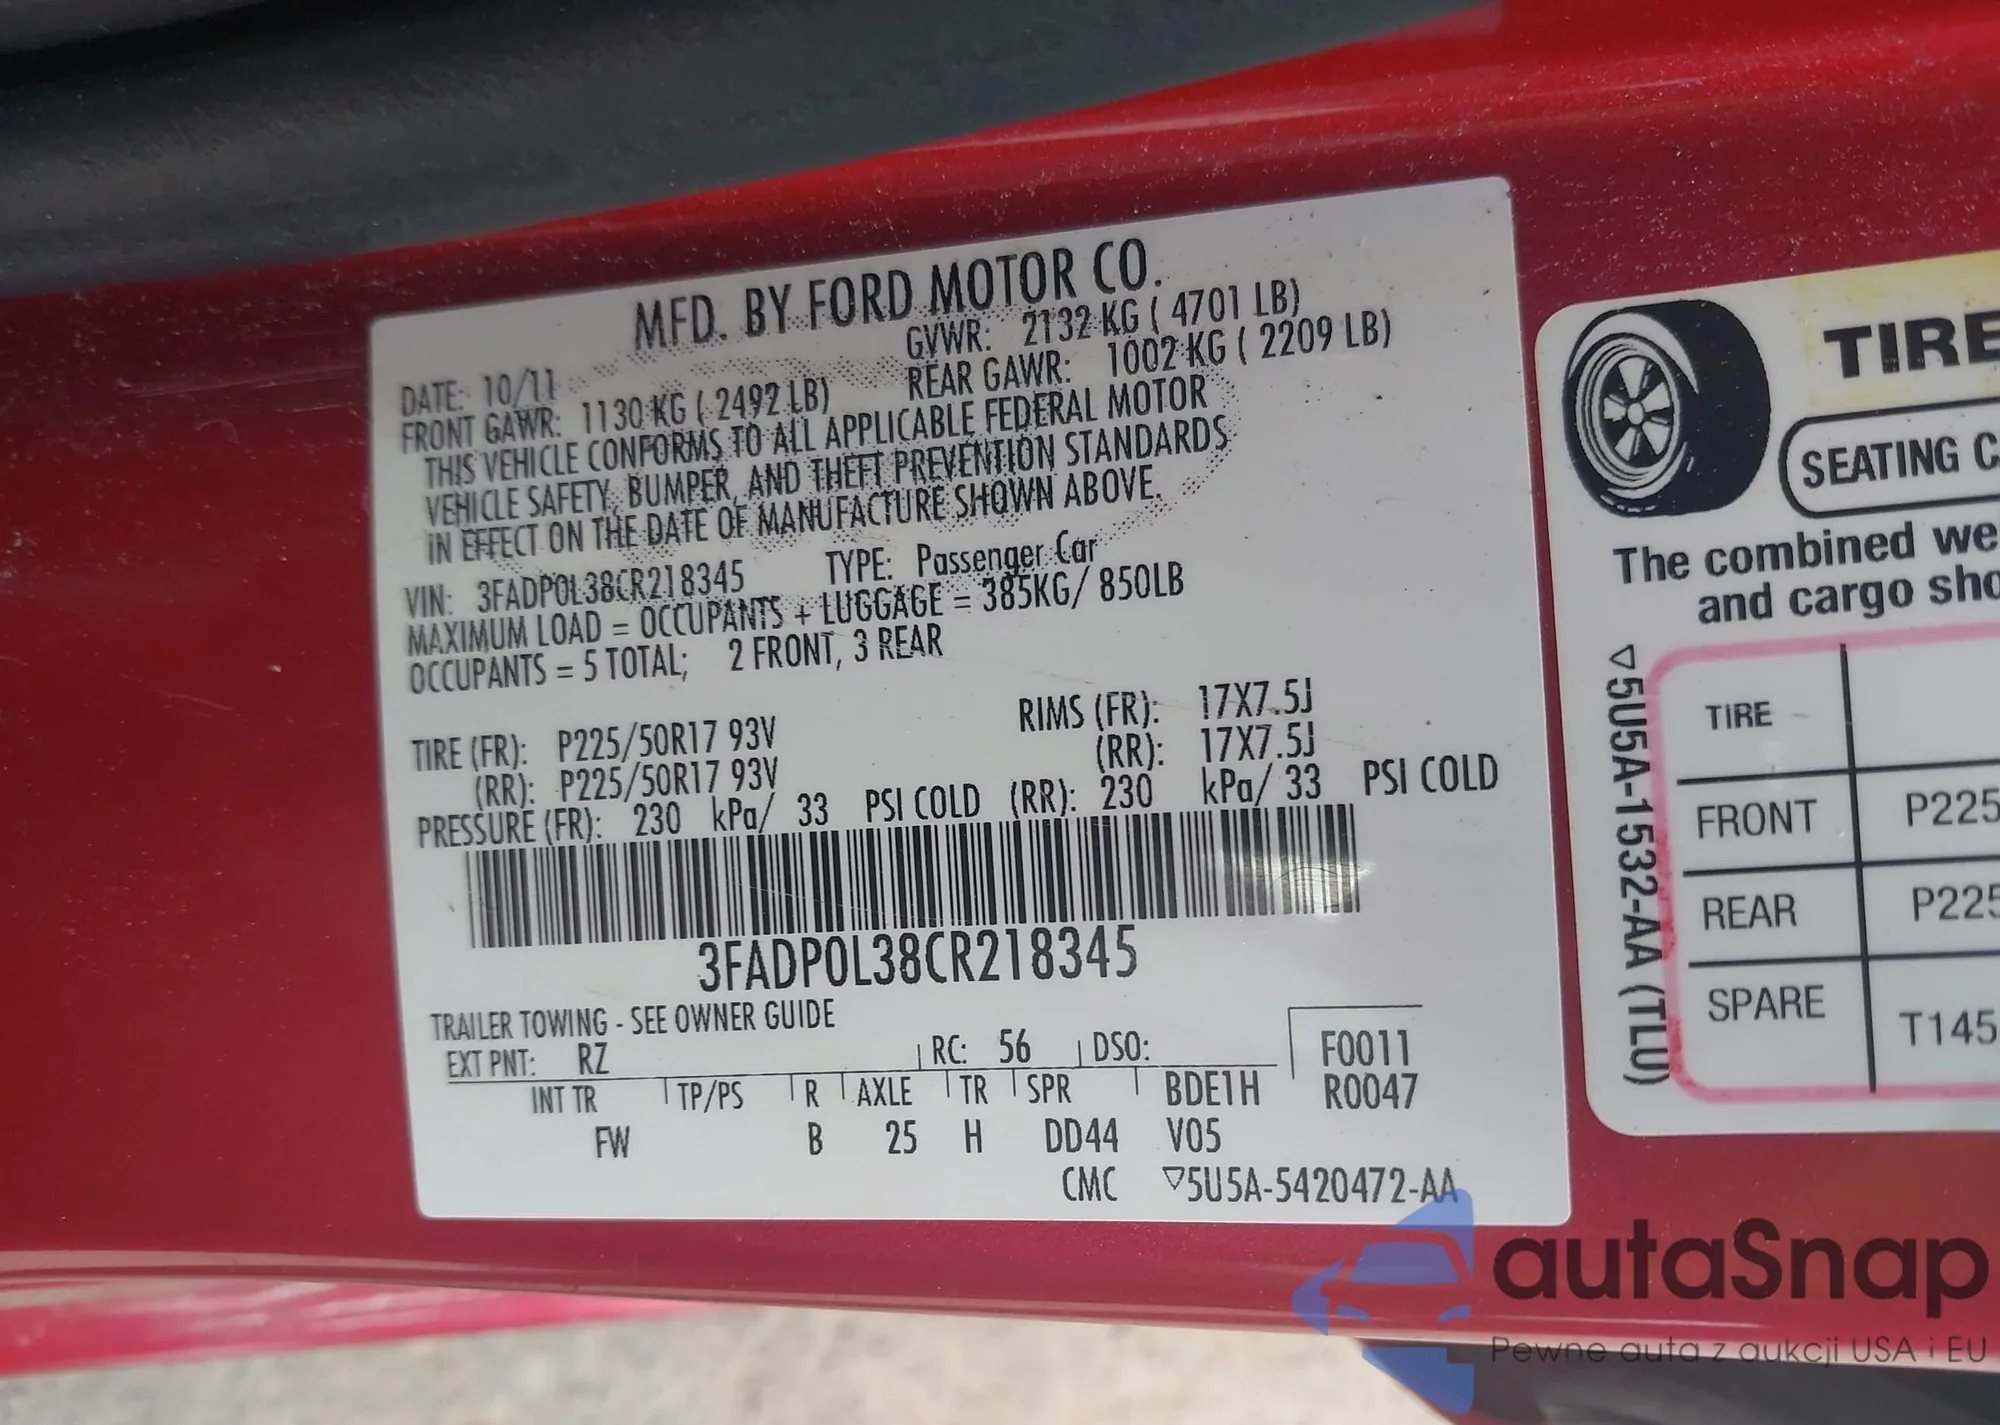 MFD. BY FORD MOTOR CO.
DATE: 10/11 GVWR: 2132 KG ( 4701 LB)
FRONT GAWR: 1130 KG ( 2492 LB) REAR GAWR: 1002 KG ( 2209 LB)
THIS VEHICLE CONFORMS TO ALL APPLICABLE FEDERAL MOTOR
VEHICLE SAFETY, BUMPER, AND THEFT PREVENTION STANDARDS
IN EFFECT ON THE DATE OF MANUFACTURE SHOWN ABOVE.
VIN: 3FADP0L38CR218345 TYPE: Passenger Car
MAXIMUM LOAD = OCCUPANTS + LUGGAGE = 385KG/ 850LB
OCCUPANTS = 5 TOTAL; 2 FRONT, 3 REAR
TIRE (FR): P225/50R17 93V RIMS (FR): 17X7.5J
(RR): P225/50R17 93V (RR): 17X7.5J
PRESSURE (FR): 230 kPa/ 33 PSI COLD (RR): 230 kPa/ 33 PSI COLD
3FADP0L38CR218345
TRAILER TOWING - SEE OWNER GUIDE
EXT PNT: RZ RC: 56 DSO: F0011
INT TR TP/PS R AXLE TR SPR BDE1H R0047
FW B 25 H DD44 V05
CMC ▽5U5A-5420472-AA
TIRE
SEATING
The combined
and cargo
▽5U5A-1532-AA (TLU)
TIRE
FRONT P225
REAR P225
SPARE T145
autaSnap
Pewne auta z aukcji USA i EU